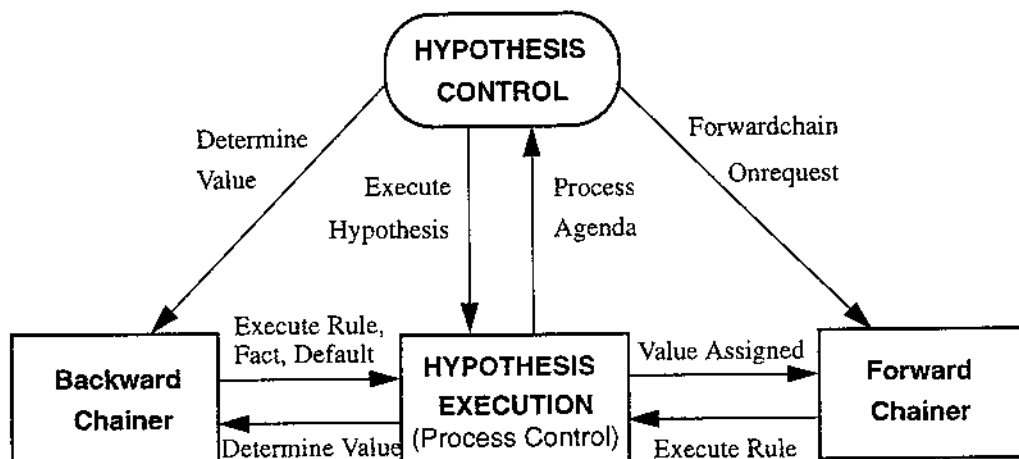 HYPOTHESIS
CONTROL
Determine
Value
Execute
Hypothesis
Process
Agenda
Forwardchain
Onrequest
Backward
Chainer
Execute Rule,
Fact, Default
Determine Value
HYPOTHESIS
EXECUTION
(Process Control)
Value Assigned
Execute Rule
Forward
Chainer